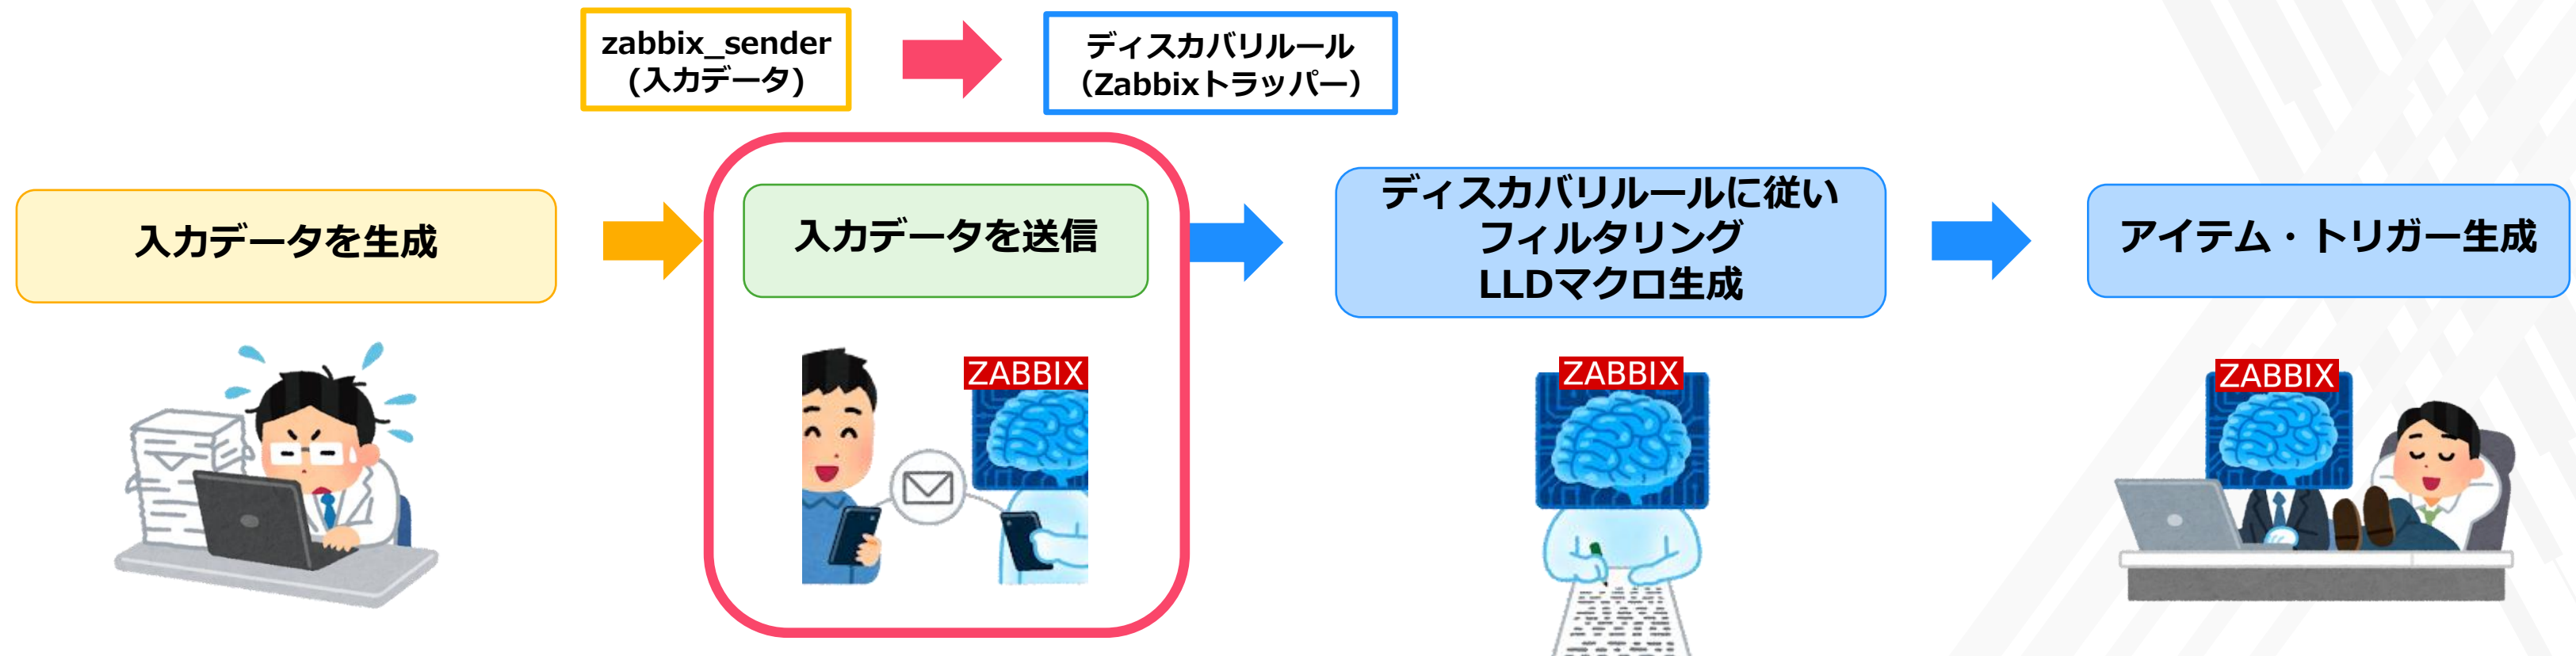 zabbix_sender
(入力データ)
ディスカバリルール
（Zabbixトラッパー）
入力データを生成
入力データを送信
ディスカバリルールに従い
フィルタリング
LLDマクロ生成
アイテム・トリガー生成
ZABBIX
ZABBIX
ZABBIX